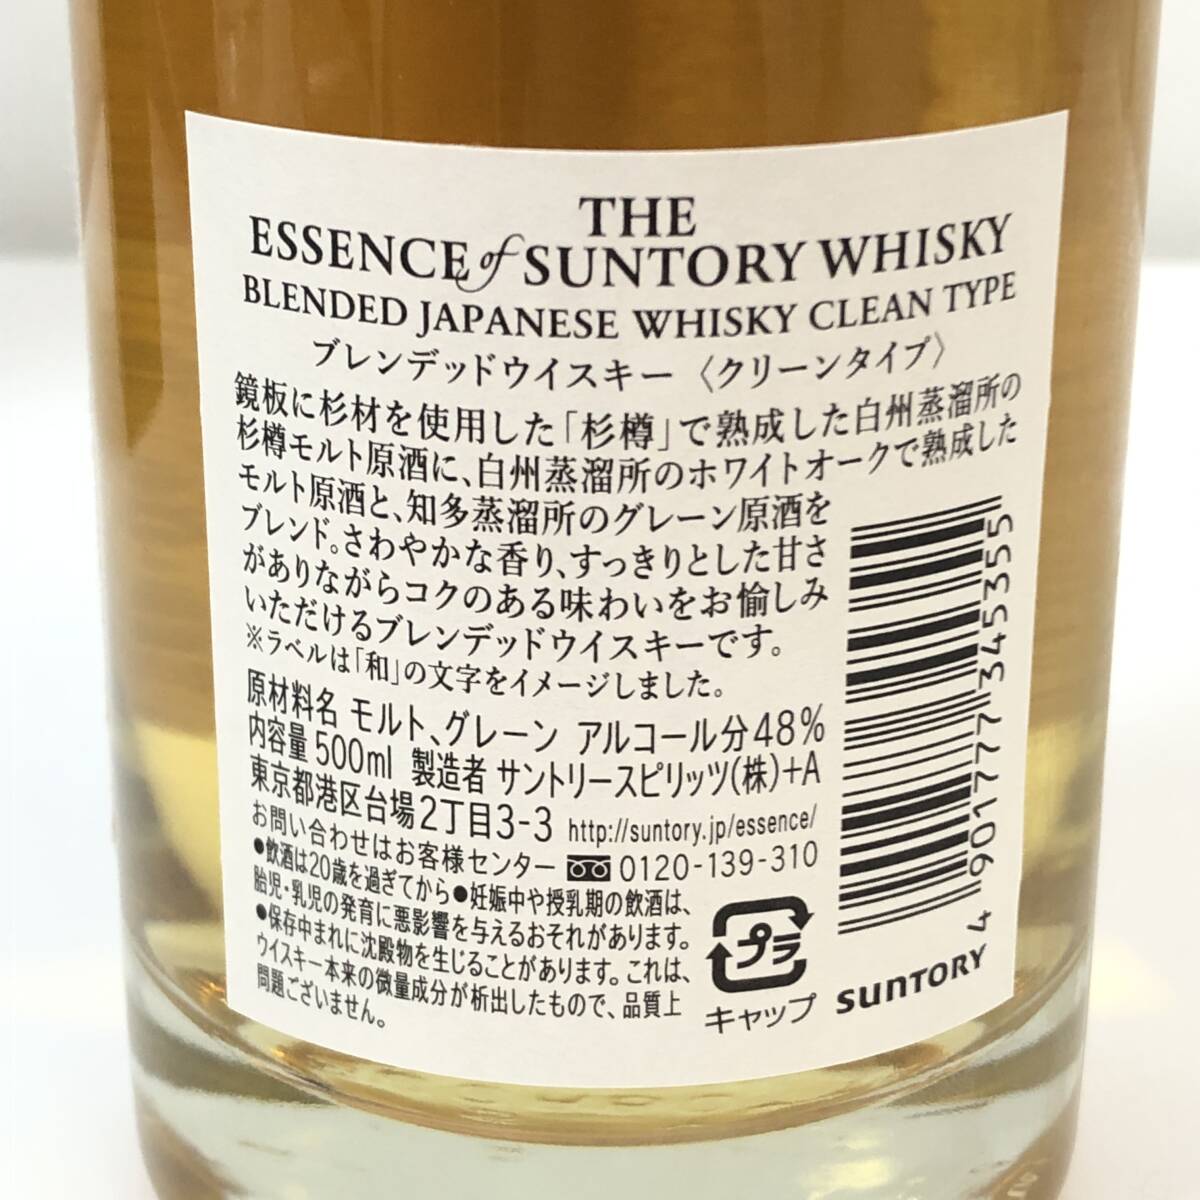 THE
ESSENCE of SUNTORY WHISKY
BLENDED JAPANESE WHISKY CLEAN TYPE
ブレンデッドウイスキー〈クリーンタイプ〉
鏡板に杉材を使用した「杉樽」で熟成した白州蒸溜所の
杉樽モルト原酒に、白州蒸溜所のホワイトオークで熟成した
モルト原酒と、知多蒸溜所のグレーン原酒を
ブレンド。さわやかな香り、すっきりとした甘さ
がありながらコクのある味わいをお愉しみ
いただけるブレンデッドウイスキーです。
※ラベルは「和」の文字をイメージしました。
原材料名 モルト、グレーン アルコール分48%
内容量500ml 製造者 サントリースピリッツ(株)+A
東京都港区台場2丁目3-3 http://suntory.jp/essence/
お問い合わせはお客様センター 0120-139-310
●飲酒は20歳を過ぎてから●妊娠中や授乳期の飲酒は、
胎児・乳児の発育に悪影響を与えるおそれがあります。
●保存中まれに沈殿物を生じることがあります。これは、
ウイスキー本来の微量成分が析出したもので、品質上
問題ございません。
プラ
キャップ
SUNTORY
4 901777 345355